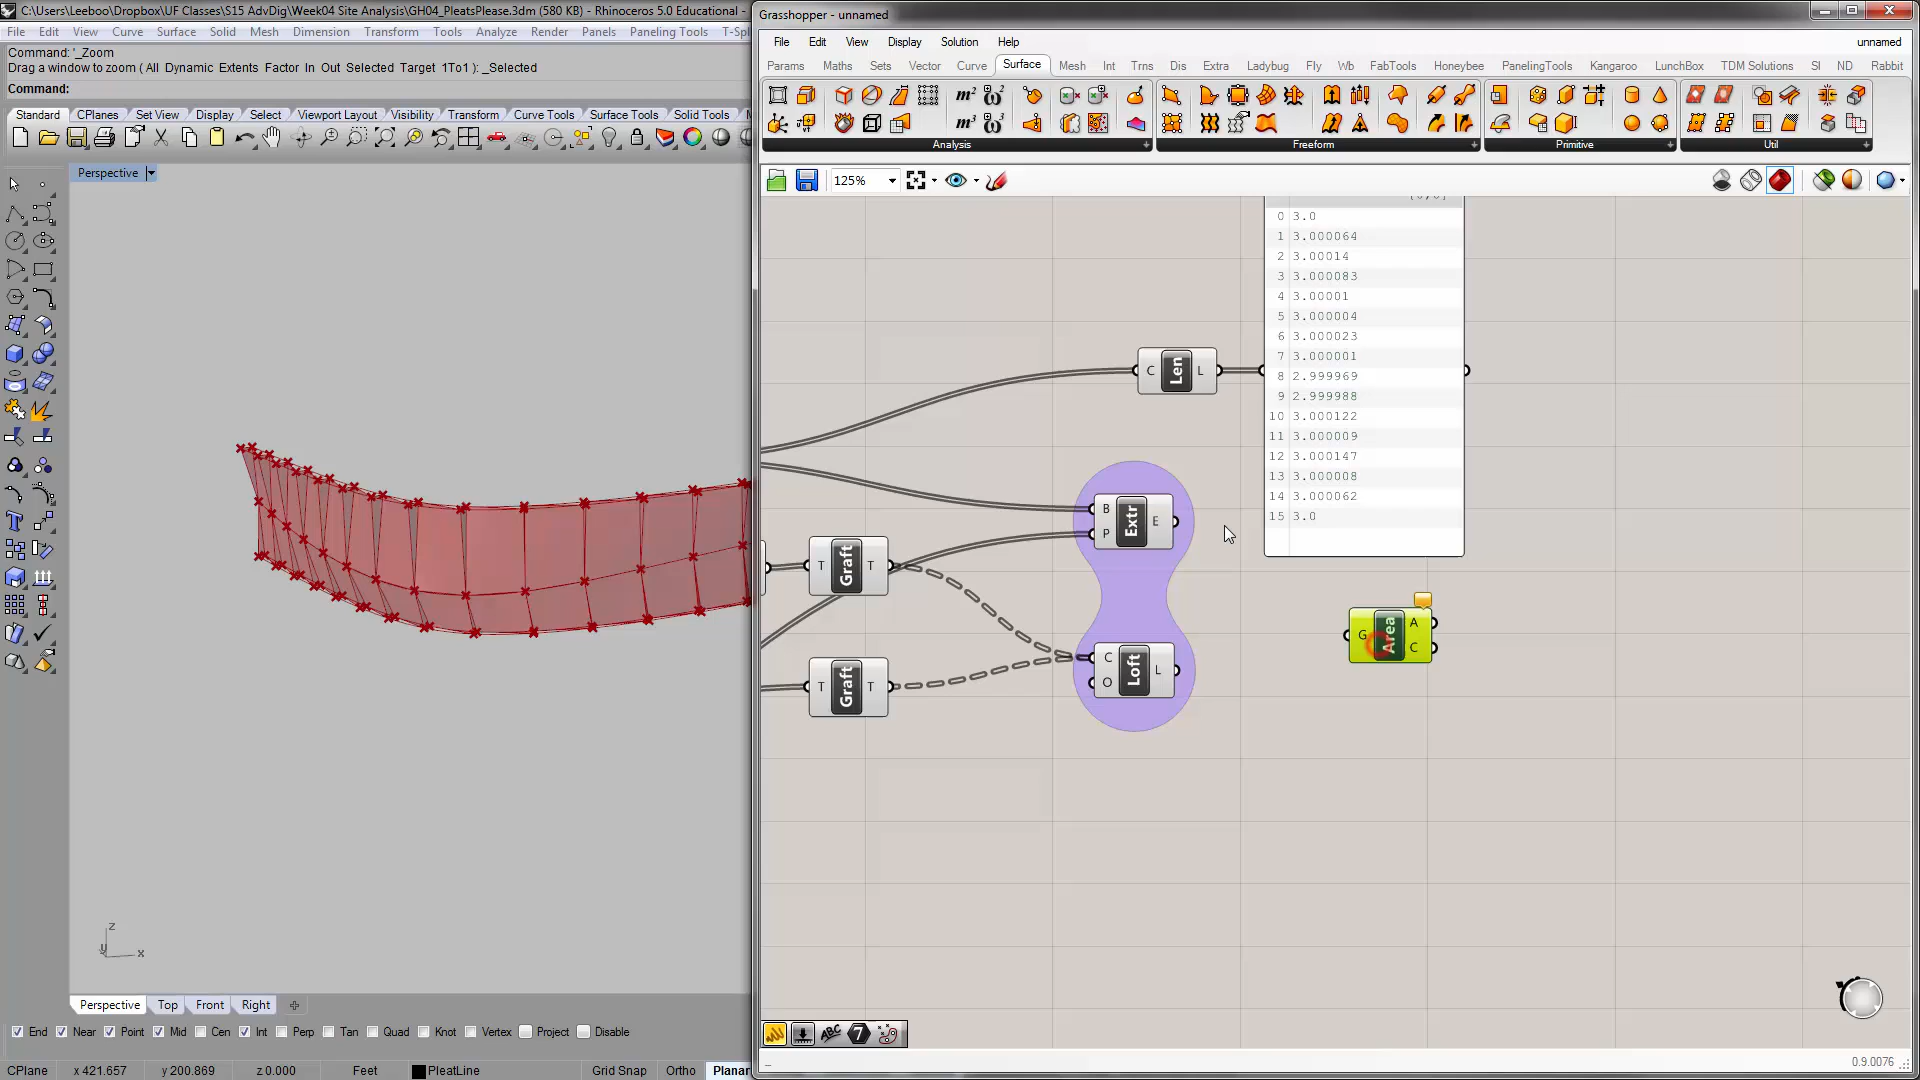 C:\Users\Leeboo\Dropbox\UF Classes\S15 AdvDig\Week04 Site Analysis\GH04_PleatsPlease.3dm (580 KB) - Rhinoceros 5.0 Educational -
File Edit View Curve Surface Solid Mesh Dimension Transform Tools Analyze Render Panels Paneling Tools T-Spl
Command: '_Zoom
Drag a window to zoom ( All Dynamic Extents Factor In Out Selected Target 1To1 ): _Selected
Command:
Standard CPlanes Set View Display Select Viewport Layout Visibility Transform Curve Tools Surface Tools Solid Tools M
Perspective
z
y
x
Perspective Top Front Right
End Near Point Mid Cen Int Perp Tan Quad Knot Vertex Project Disable
CPlane x 421.657 y 200.869 z 0.000 Feet PleatLine Grid Snap Ortho Planar
Grasshopper - unnamed
File Edit View Display Solution Help unnamed
Params Maths Sets Vector Curve Surface Mesh Int Trns Dis Extra Ladybug Fly Wb FabTools Honeybee PanelingTools Kangaroo LunchBox TDM Solutions SI ND Rabbit
Analysis Freeform Primitive Util
125%
0 3.0
1 3.000064
2 3.00014
3 3.000083
4 3.00001
5 3.000004
6 3.000023
7 3.000001
8 2.999969
9 2.999988
10 3.000122
11 3.000009
12 3.000147
13 3.000008
14 3.000062
15 3.0
C Len L
B P Extr E
T Graft T
G Area A C
C O Loft L
T Graft T
ABC 7
0.9.0076